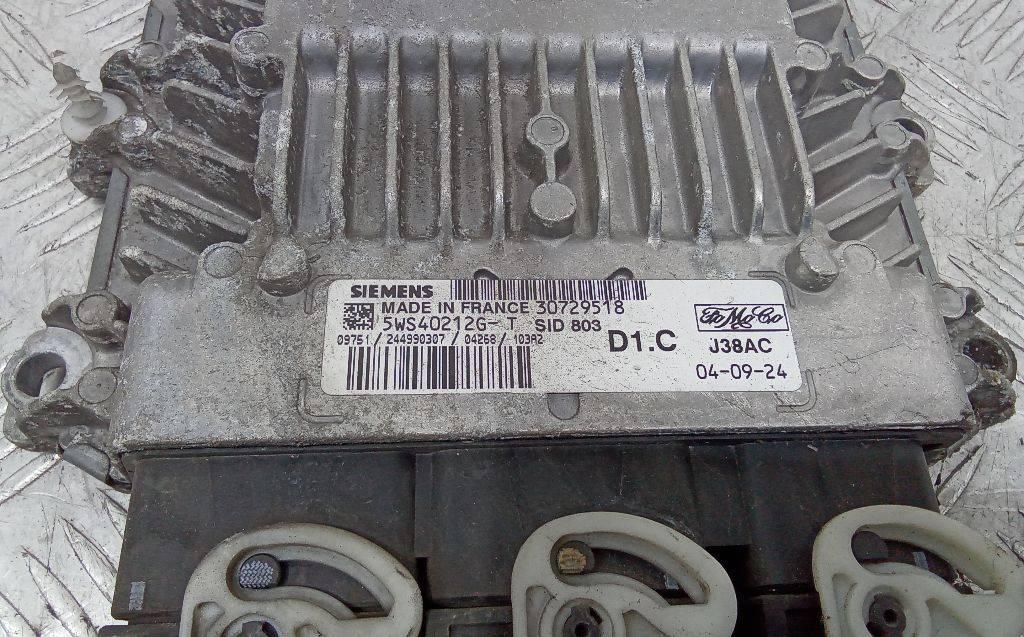 SIEMENS
MADE IN FRANCE 30729518
5WS40212G-T SID 803
09751 / 244990307 / 04268 / 103A2
D1.C
FoMoCo
J38AC
04-09-24